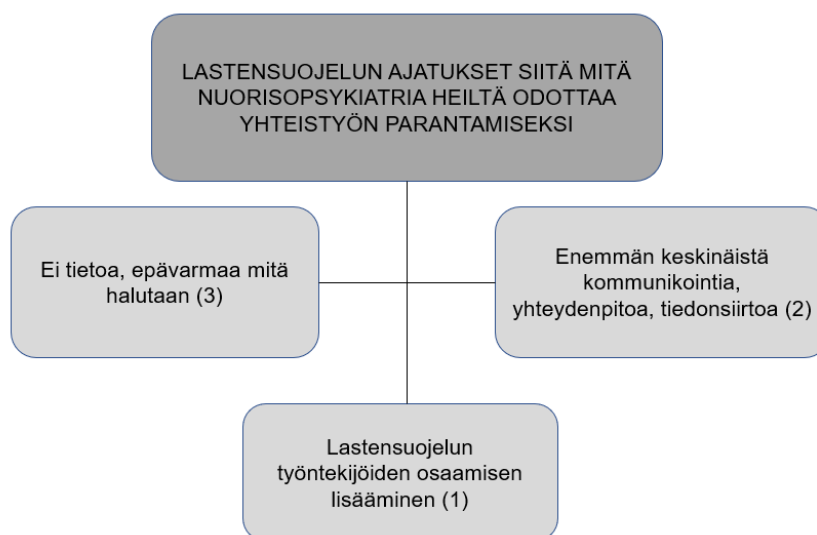 LASTENSUOJELUN AJATUKSET SIITÄ MITÄ
NUORISOPSYKIATRIA HEILTÄ ODOTTAA
YHTEISTYÖN PARANTAMISEKSI
Ei tietoa, epävarmaa mitä
halutaan (3)
Enemmän keskinäistä
kommunikointia,
yhteydenpitoa, tiedonsiirtoa (2)
Lastensuojelun
työntekijöiden osaamisen
lisääminen (1)